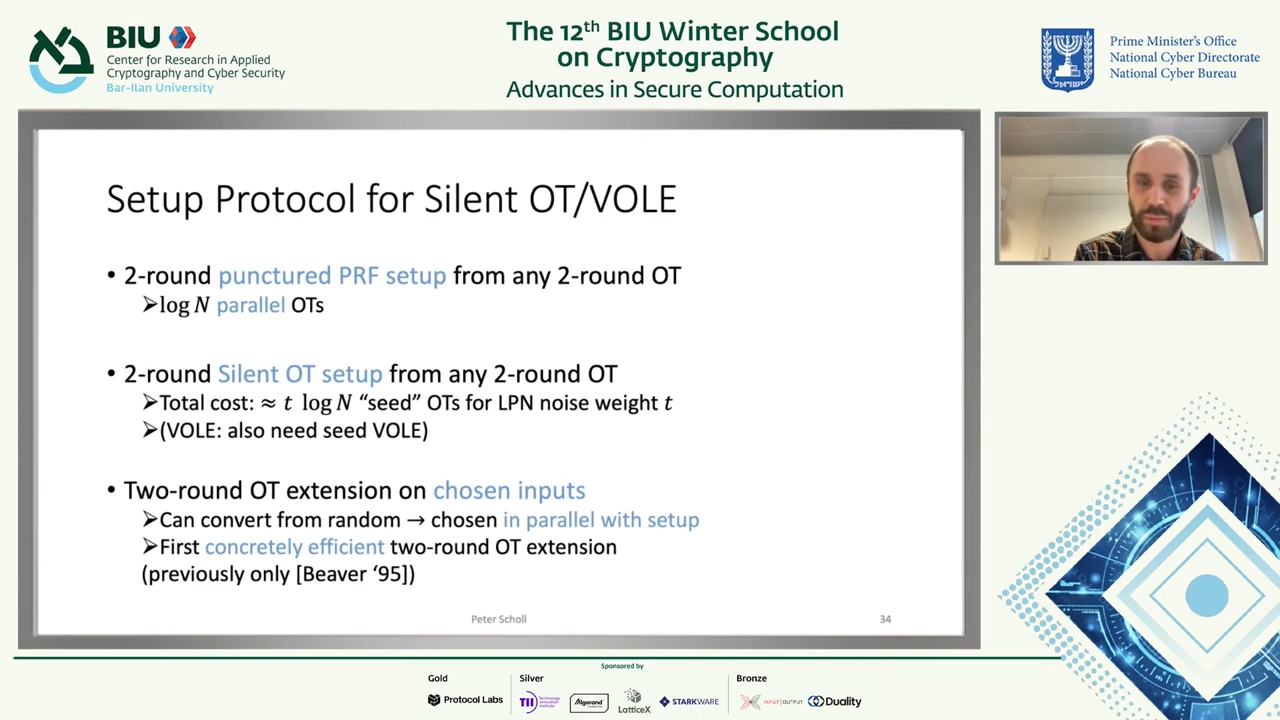 BIU
Center for Research in Applied
Cryptography and Cyber Security
Bar-Ilan University
The 12th BIU Winter School
on Cryptography
Advances in Secure Computation
Prime Minister's Office
National Cyber Directorate
National Cyber Bureau
Setup Protocol for Silent OT/VOLE
• 2-round punctured PRF setup from any 2-round OT
➢log N parallel OTs
• 2-round Silent OT setup from any 2-round OT
➢Total cost: ≈ t log N “seed” OTs for LPN noise weight t
➢(VOLE: also need seed VOLE)
• Two-round OT extension on chosen inputs
➢Can convert from random → chosen in parallel with setup
➢First concretely efficient two-round OT extension
(previously only [Beaver ‘95])
Peter Scholl
34
Sponsored by
Gold
Silver
Bronze
Protocol Labs
TII Technology Innovation Institute
Algorand
LatticeX
STARKWARE
INPUT | OUTPUT
Duality